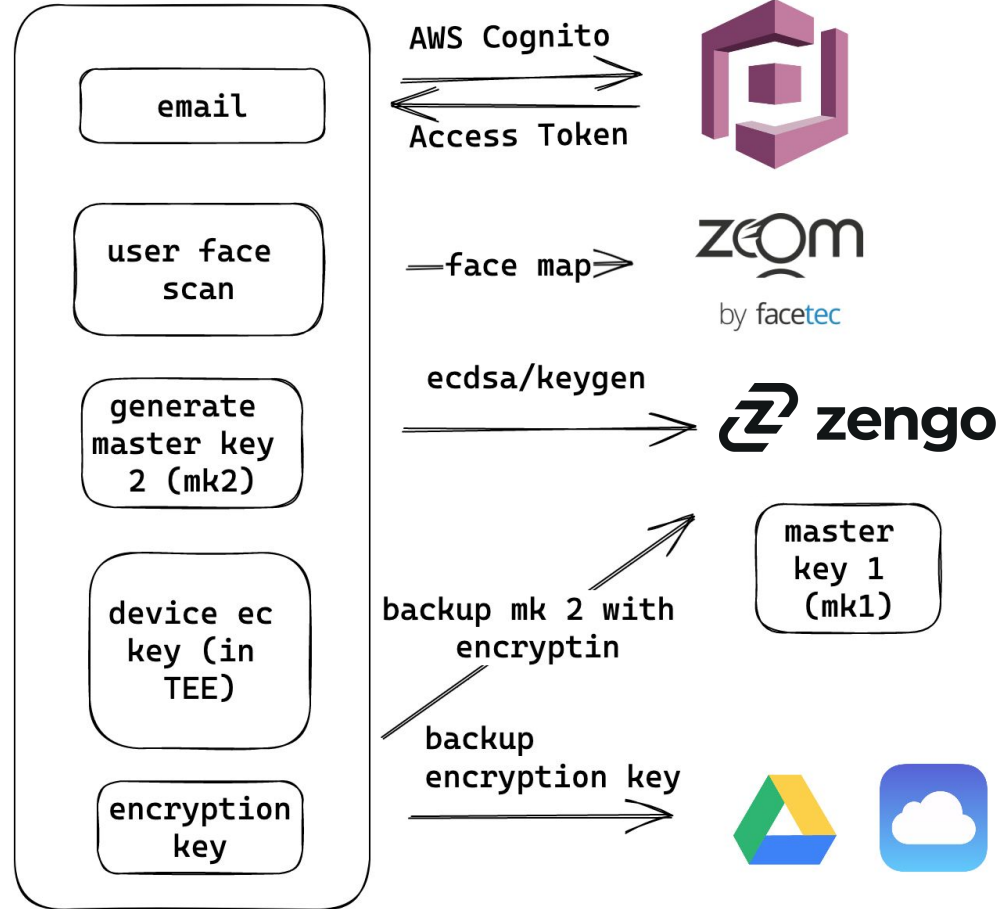 email
AWS Cognito
Access Token
user face
scan
face map
ZOOM
by facetec
generate
master key
2 (mk2)
ecdsa/keygen
zengo
master
key 1
(mk1)
device ec
key (in
TEE)
backup mk 2 with
encryptin
backup
encryption key
encryption
key